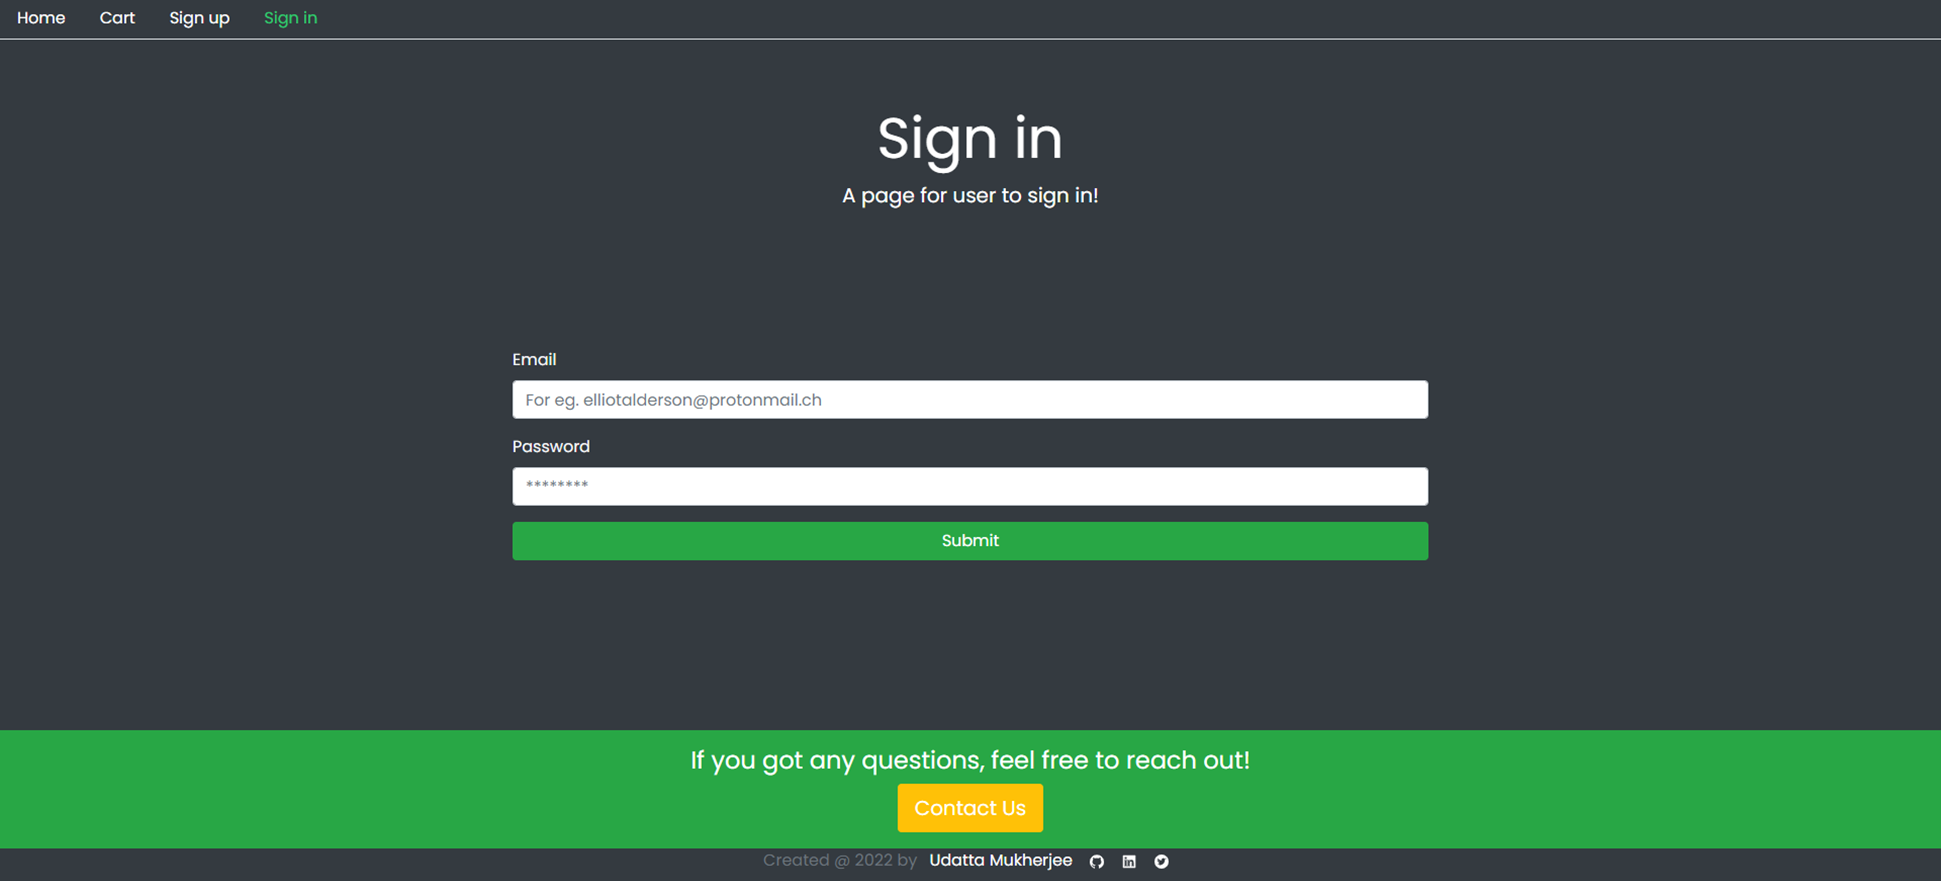 Home Cart Sign up Sign in
Sign in
A page for user to sign in!
Email
For eg. elliotalderson@protonmail.ch
Password
********
Submit
If you got any questions, feel free to reach out!
Contact Us
Created @ 2022 by Udatta Mukherjee